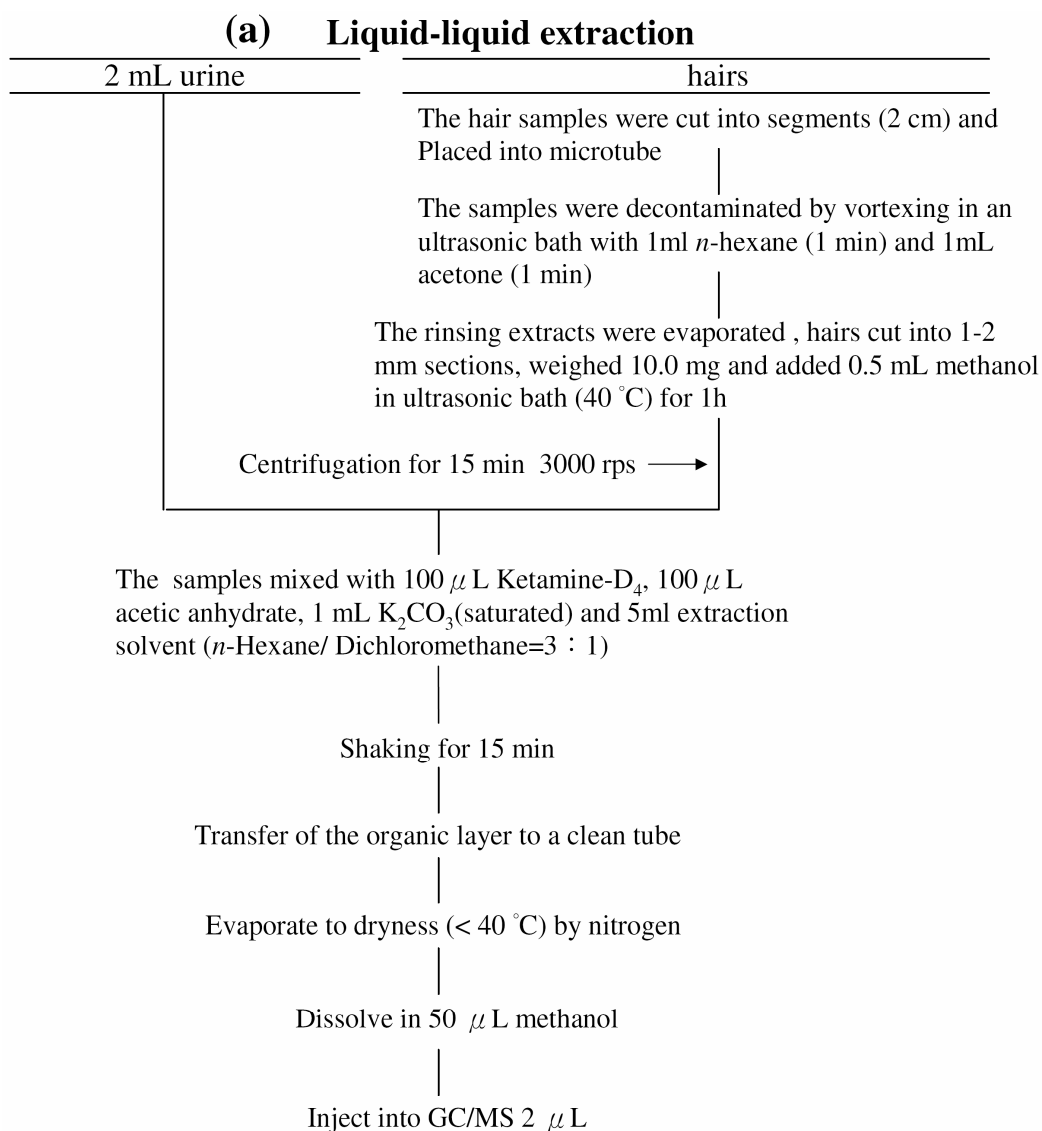 (a) Liquid-liquid extraction
2 mL urine
hairs
The hair samples were cut into segments (2 cm) and
Placed into microtube
The samples were decontaminated by vortexing in an
ultrasonic bath with 1ml n-hexane (1 min) and 1mL
acetone (1 min)
The rinsing extracts were evaporated , hairs cut into 1-2
mm sections, weighed 10.0 mg and added 0.5 mL methanol
in ultrasonic bath (40 °C) for 1h
Centrifugation for 15 min 3000 rps
The samples mixed with 100 μL Ketamine-D₄, 100 μL
acetic anhydrate, 1 mL K₂CO₃(saturated) and 5ml extraction
solvent (n-Hexane/ Dichloromethane=3：1)
Shaking for 15 min
Transfer of the organic layer to a clean tube
Evaporate to dryness (< 40 °C) by nitrogen
Dissolve in 50 μL methanol
Inject into GC/MS 2 μL